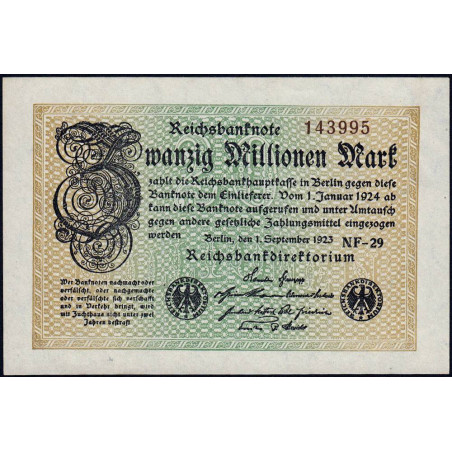 Reichsbanknote 143995
Zwanzig Millionen Mark
zahlt die Reichsbankhauptkasse in Berlin gegen diese
Banknote dem Einlieferer. Vom 1. Januar 1924 ab
kann diese Banknote aufgerufen und unter Umtausch
gegen andere gesetzliche Zahlungsmittel eingezogen
werden
Berlin, den 1. September 1923 NF-29
Reichsbankdirektorium
Wer Banknoten nachmacht oder
verfälscht, oder nachgemachte
oder verfälschte sich verschafft
und in Verkehr bringt, wird
mit Zuchthaus nicht unter zwei
Jahren bestraft